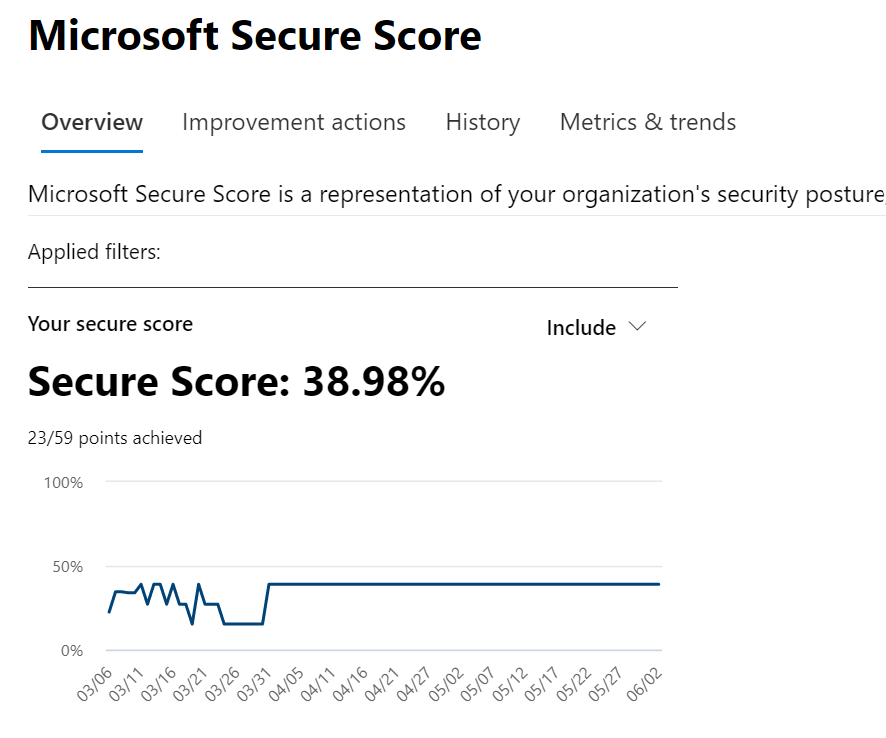 Microsoft Secure Score
Overview Improvement actions History Metrics & trends
Microsoft Secure Score is a representation of your organization's security posture,
Applied filters:
Your secure score Include
Secure Score: 38.98%
23/59 points achieved
100%
50%
0%
03/06 03/11 03/16 03/21 03/26 03/31 04/05 04/11 04/16 04/21 04/27 05/02 05/07 05/12 05/17 05/22 05/27 06/02